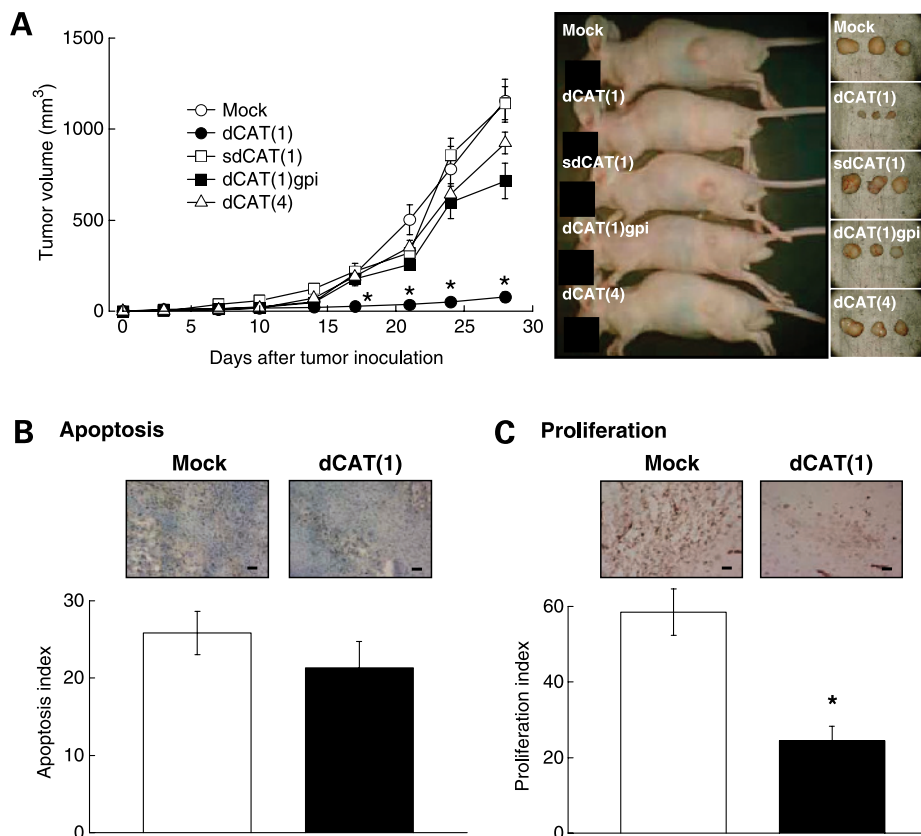 A
1500
1000
500
0
Tumor volume (mm3)
Mock
dCAT(1)
sdCAT(1)
dCAT(1)gpi
dCAT(4)
* * * *
0 5 10 15 20 25 30
Days after tumor inoculation
Mock
dCAT(1)
sdCAT(1)
dCAT(1)gpi
dCAT(4)
Mock
dCAT(1)
sdCAT(1)
dCAT(1)gpi
dCAT(4)
B Apoptosis
Mock dCAT(1)
30
20
10
0
Apoptosis index
C Proliferation
Mock dCAT(1)
60
40
20
0
Proliferation index
*